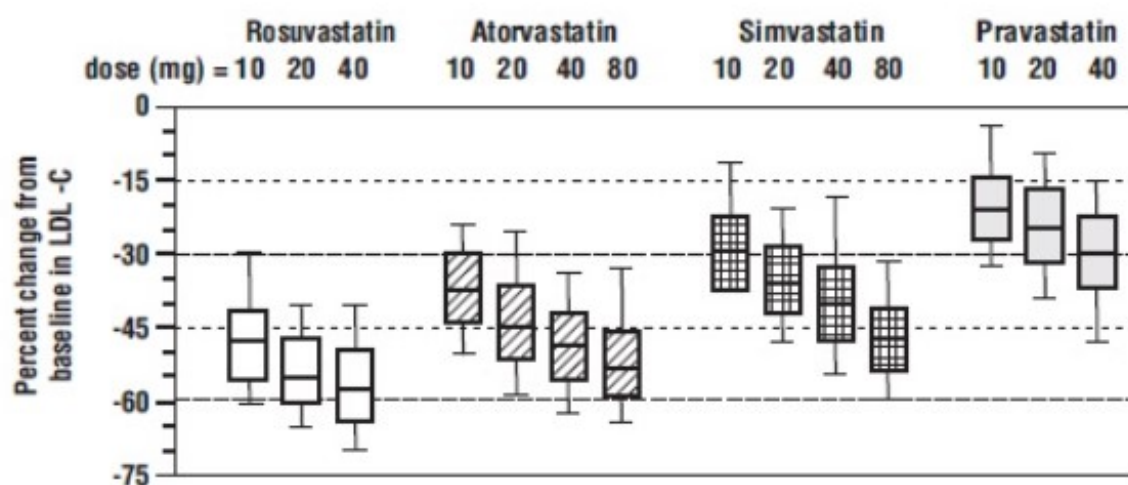 Rosuvastatin Atorvastatin Simvastatin Pravastatin
dose (mg) = 10 20 40 10 20 40 80 10 20 40 80 10 20 40
Percent change from
baseline in LDL -C
0
-15
-30
-45
-60
-75